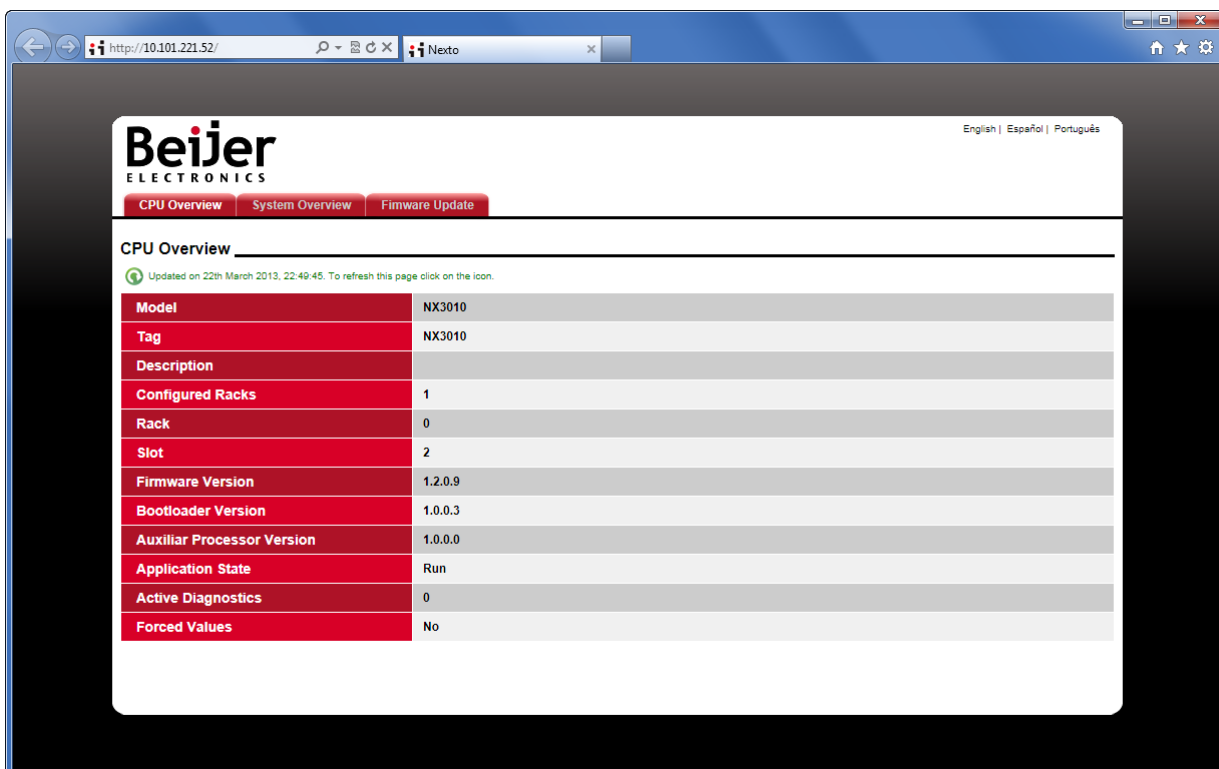 http://10.101.221.52/
Nexto
English | Español | Português
Beijer
ELECTRONICS
CPU Overview System Overview Fimware Update
CPU Overview
Updated on 22th March 2013, 22:49:45. To refresh this page click on the icon.
Model NX3010
Tag NX3010
Description
Configured Racks 1
Rack 0
Slot 2
Firmware Version 1.2.0.9
Bootloader Version 1.0.0.3
Auxiliar Processor Version 1.0.0.0
Application State Run
Active Diagnostics 0
Forced Values No